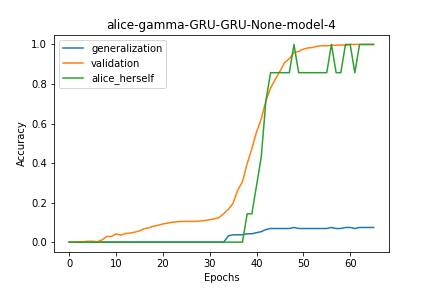 alice-gamma-GRU-GRU-None-model-4
generalization
validation
alice_herself
Accuracy
1.0
0.8
0.6
0.4
0.2
0.0
0 10 20 30 40 50 60
Epochs